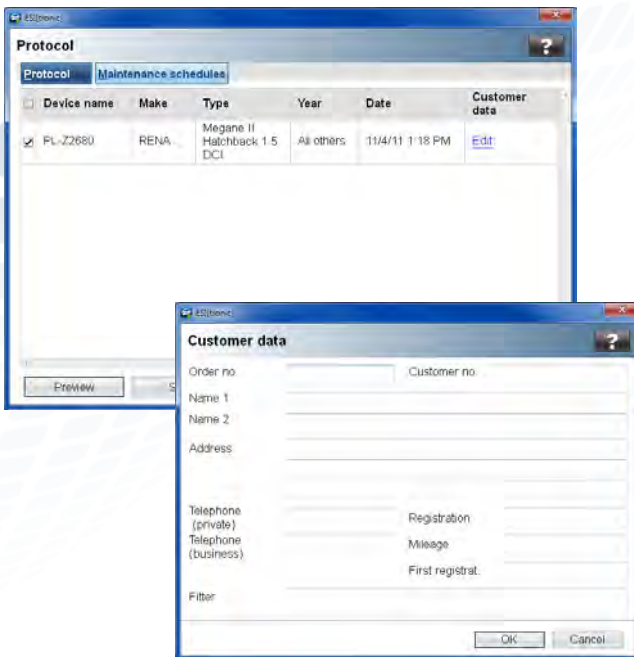 ESI[tronic]
Protocol
?
Protocol Maintenance schedules
Device name Make Type Year Date Customer data
PL-Z2680 RENA Megane II Hatchback 1.5 DCI All others 11/4/11 1:18 PM Edit
Preview S
ESI[tronic]
Customer data
?
Order no Customer no
Name 1
Name 2
Address
Telephone (private) Registration
Telephone (business) Mileage
First registrat.
Fitter
OK Cancel